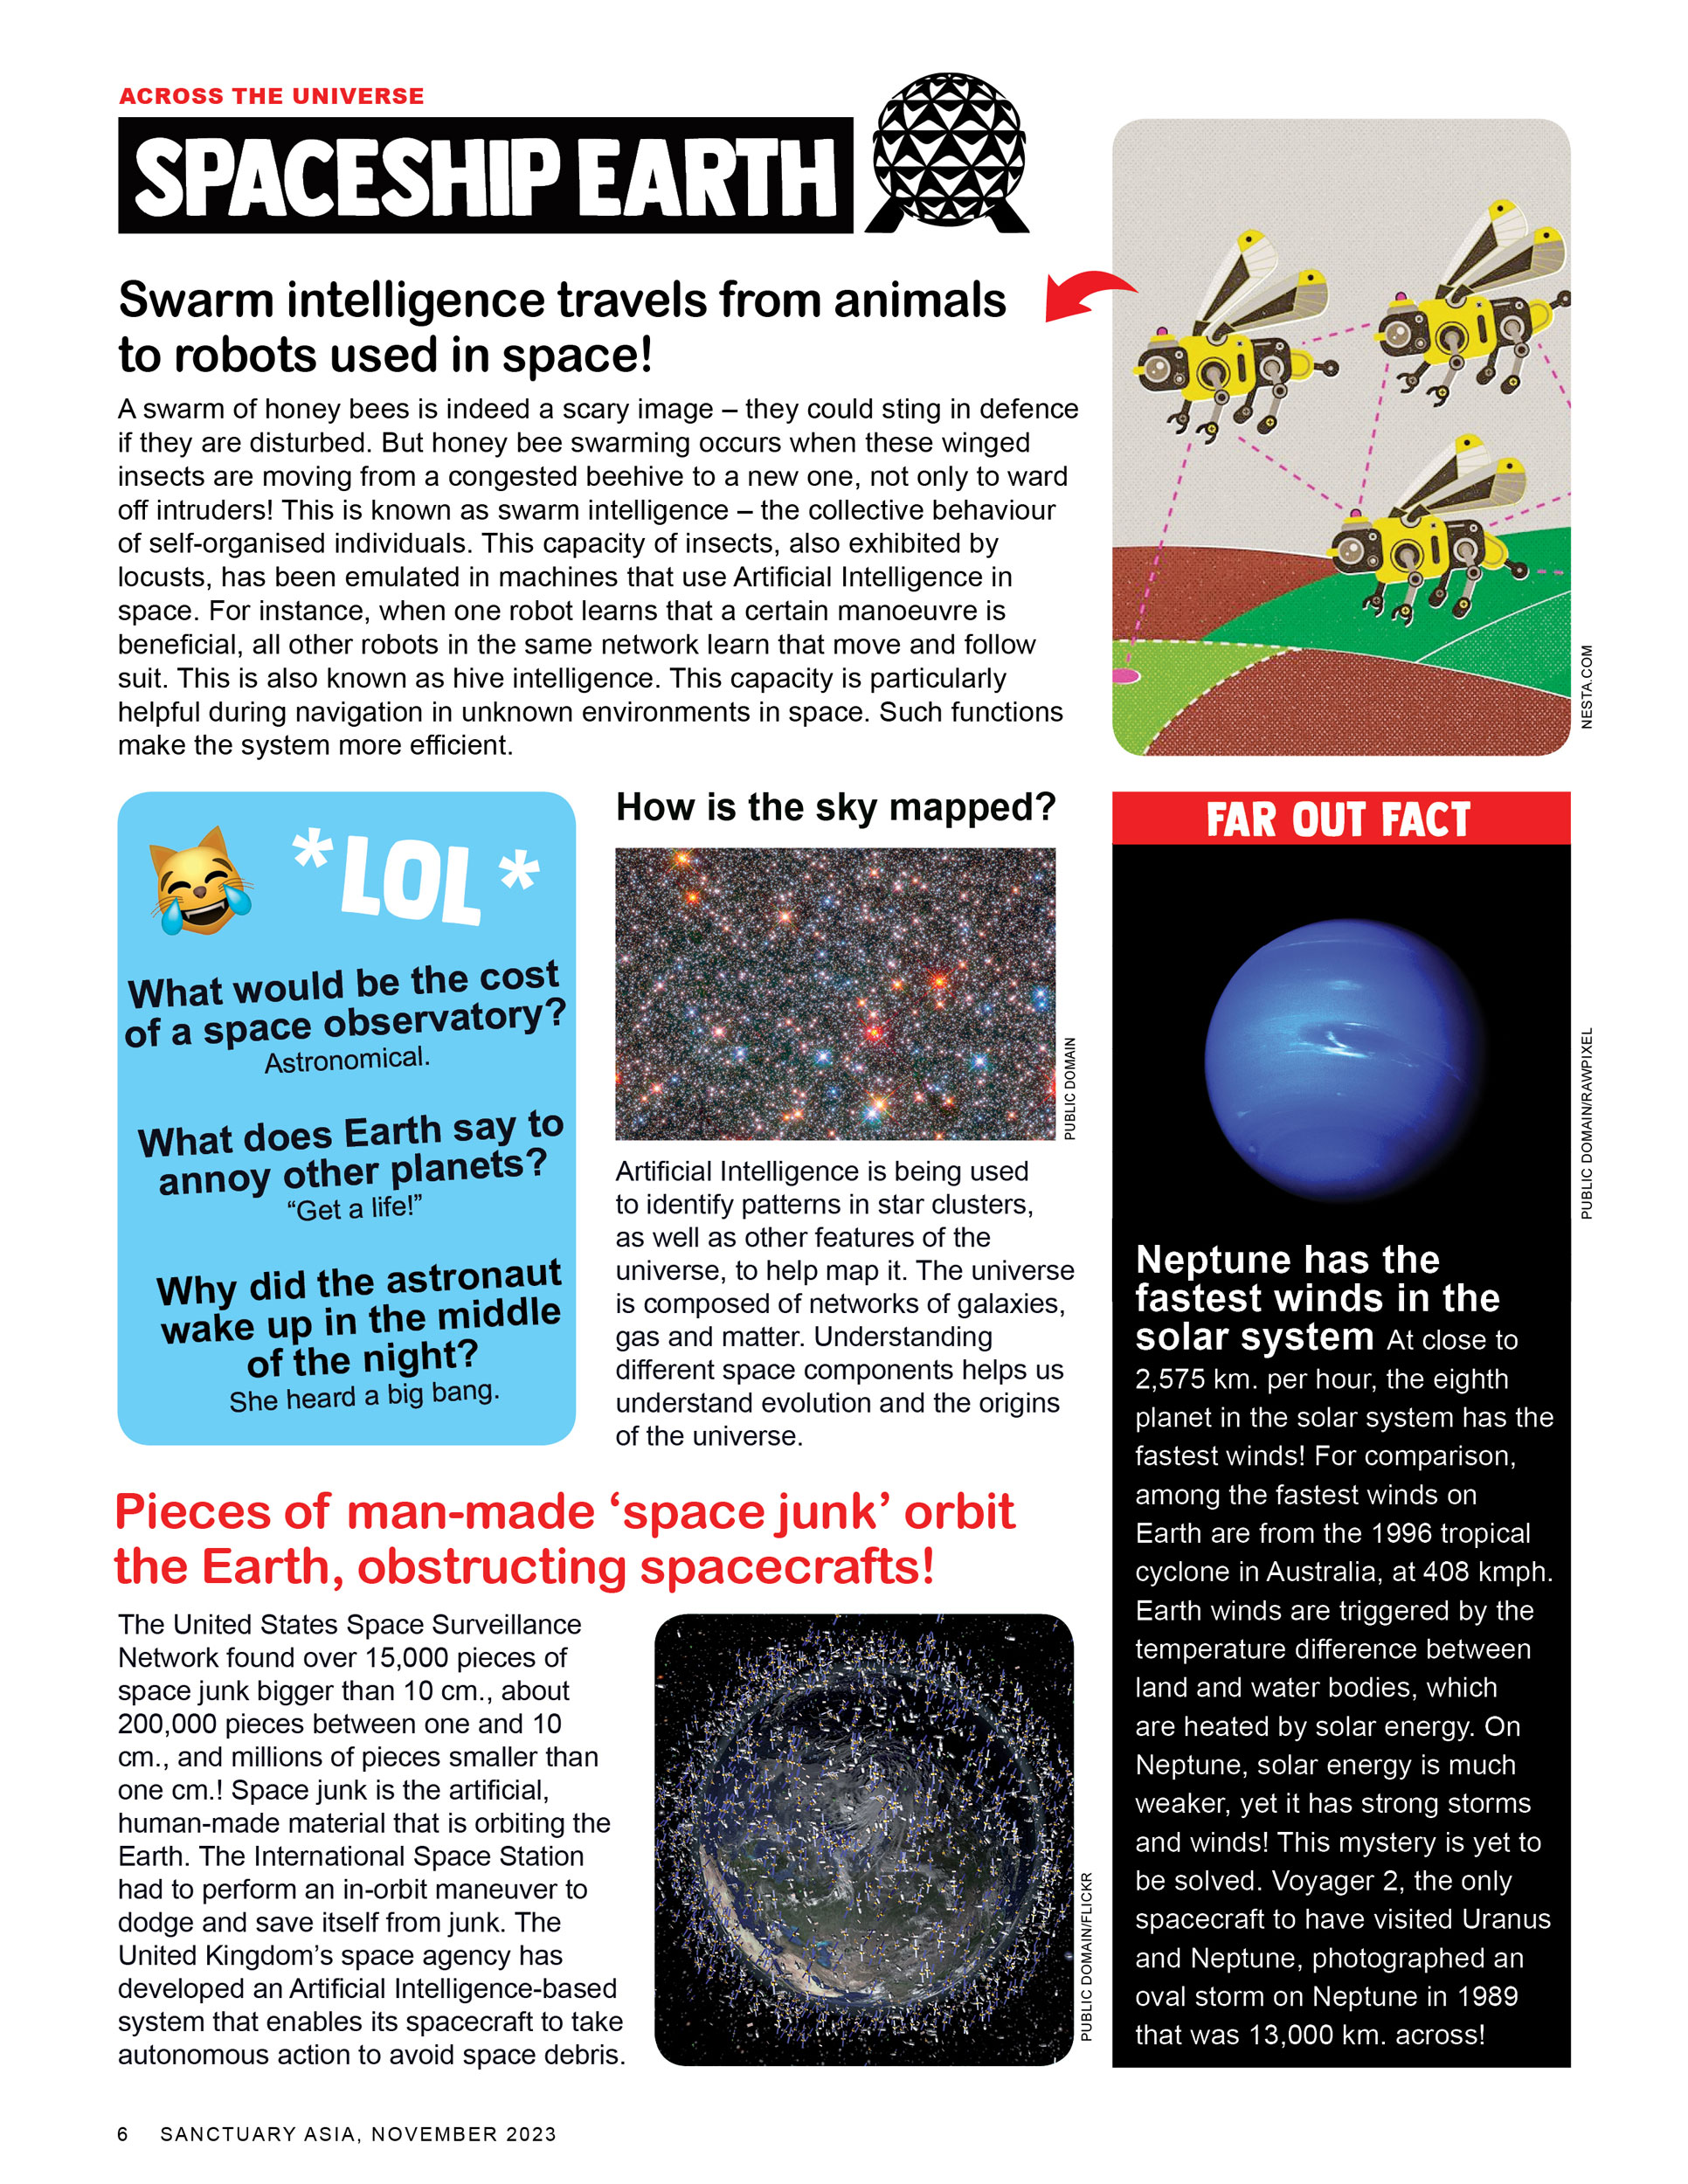 ACROSS THE UNIVERSE
SPACESHIP EARTH
Swarm intelligence travels from animals
to robots used in space!
A swarm of honey bees is indeed a scary image – they could sting in defence
if they are disturbed. But honey bee swarming occurs when these winged
insects are moving from a congested beehive to a new one, not only to ward
off intruders! This is known as swarm intelligence – the collective behaviour
of self-organised individuals. This capacity of insects, also exhibited by
locusts, has been emulated in machines that use Artificial Intelligence in
space. For instance, when one robot learns that a certain manoeuvre is
beneficial, all other robots in the same network learn that move and follow
suit. This is also known as hive intelligence. This capacity is particularly
helpful during navigation in unknown environments in space. Such functions
make the system more efficient.
NESTA.COM
*LOL*
What would be the cost
of a space observatory?
Astronomical.
What does Earth say to
annoy other planets?
“Get a life!”
Why did the astronaut
wake up in the middle
of the night?
She heard a big bang.
How is the sky mapped?
PUBLIC DOMAIN
Artificial Intelligence is being used
to identify patterns in star clusters,
as well as other features of the
universe, to help map it. The universe
is composed of networks of galaxies,
gas and matter. Understanding
different space components helps us
understand evolution and the origins
of the universe.
Pieces of man-made ‘space junk’ orbit
the Earth, obstructing spacecrafts!
The United States Space Surveillance
Network found over 15,000 pieces of
space junk bigger than 10 cm., about
200,000 pieces between one and 10
cm., and millions of pieces smaller than
one cm.! Space junk is the artificial,
human-made material that is orbiting the
Earth. The International Space Station
had to perform an in-orbit maneuver to
dodge and save itself from junk. The
United Kingdom’s space agency has
developed an Artificial Intelligence-based
system that enables its spacecraft to take
autonomous action to avoid space debris.
PUBLIC DOMAIN/FLICKR
FAR OUT FACT
PUBLIC DOMAIN/RAWPIXEL
Neptune has the
fastest winds in the
solar system At close to
2,575 km. per hour, the eighth
planet in the solar system has the
fastest winds! For comparison,
among the fastest winds on
Earth are from the 1996 tropical
cyclone in Australia, at 408 kmph.
Earth winds are triggered by the
temperature difference between
land and water bodies, which
are heated by solar energy. On
Neptune, solar energy is much
weaker, yet it has strong storms
and winds! This mystery is yet to
be solved. Voyager 2, the only
spacecraft to have visited Uranus
and Neptune, photographed an
oval storm on Neptune in 1989
that was 13,000 km. across!
6 SANCTUARY ASIA, NOVEMBER 2023